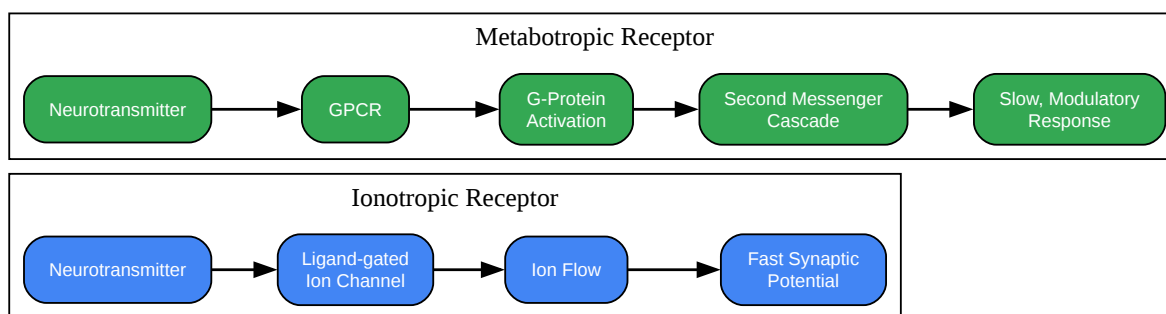 Metabotropic Receptor
Neurotransmitter
GPCR
G-Protein
Activation
Second Messenger
Cascade
Slow, Modulatory
Response
Ionotropic Receptor
Neurotransmitter
Ligand-gated
Ion Channel
Ion Flow
Fast Synaptic
Potential